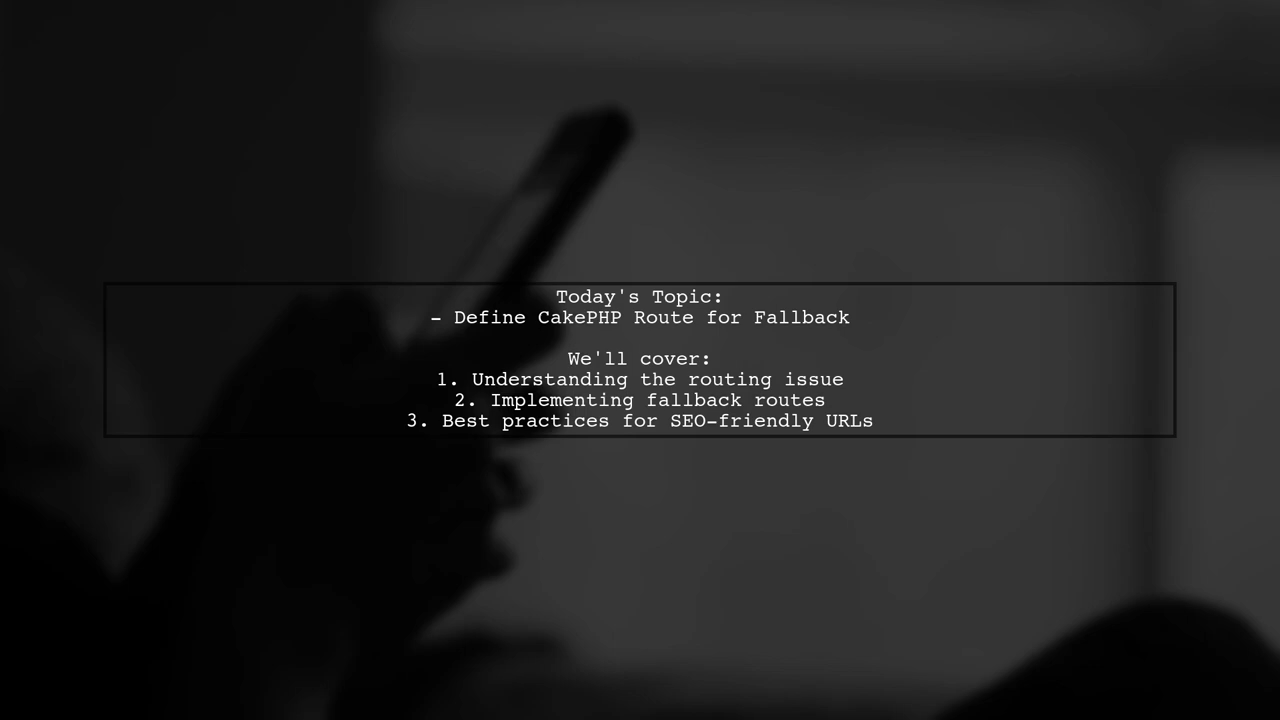 Today's Topic:
– Define CakePHP Route for Fallback
We'll cover:
1. Understanding the routing issue
2. Implementing fallback routes
3. Best practices for SEO-friendly URLs